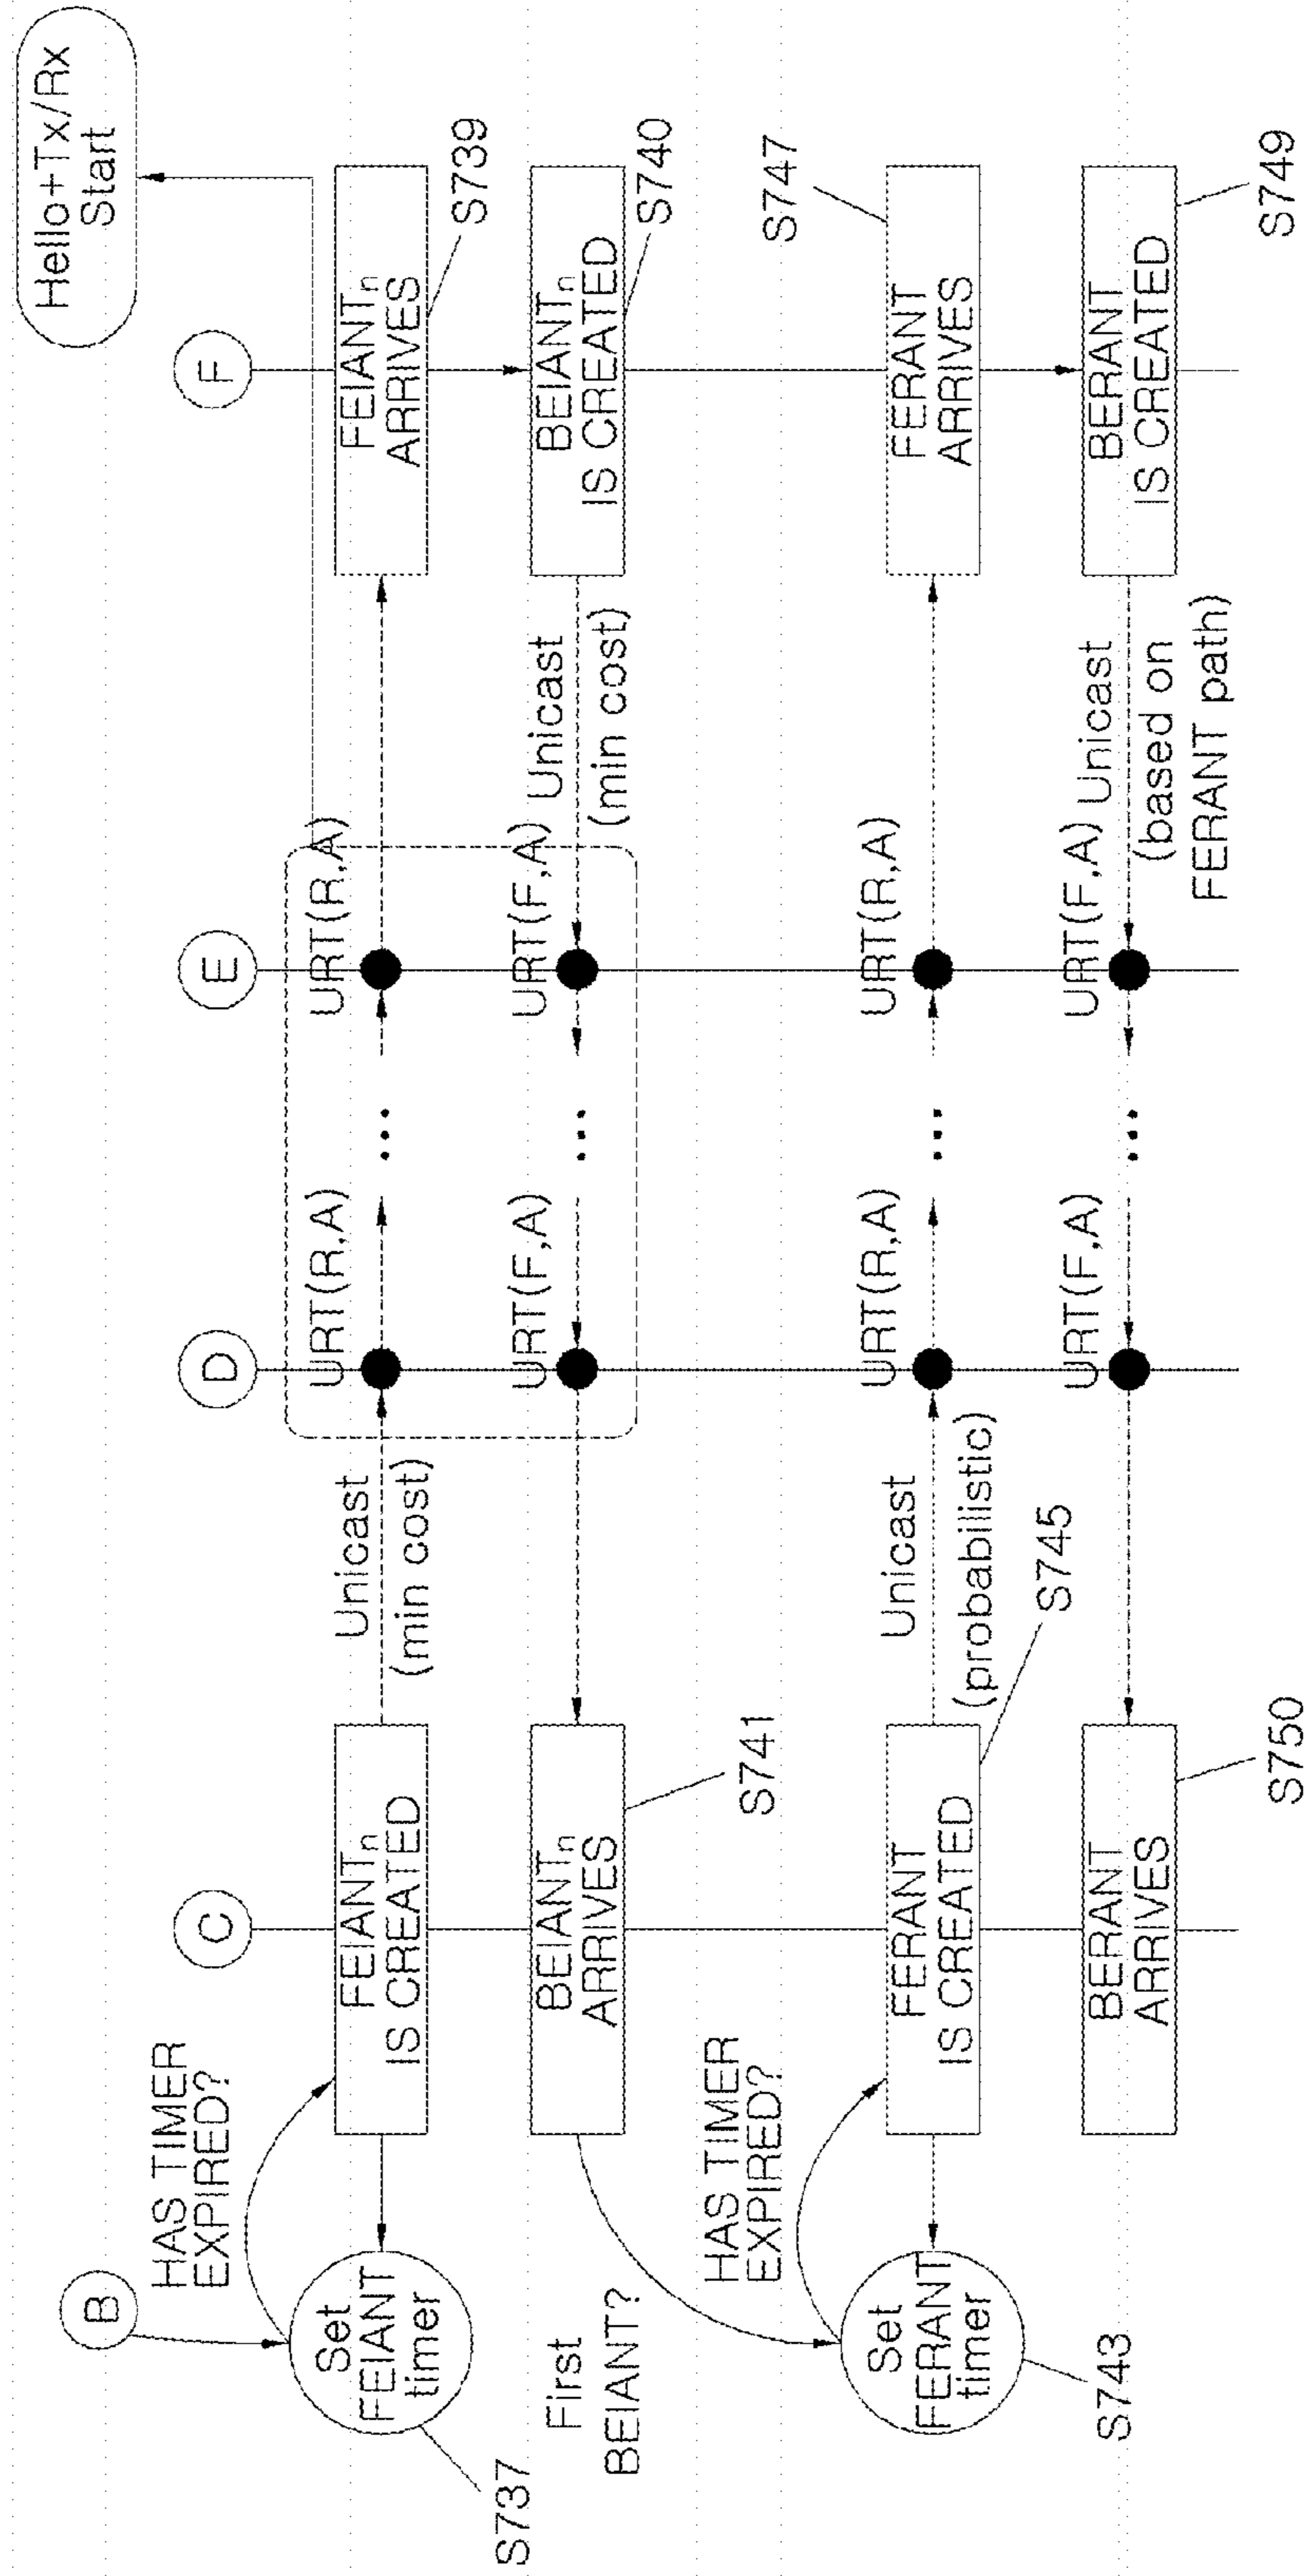 Hello+Tx/Rx
Start
B
C
D
E
F
HAS TIMER
EXPIRED?
Set
FEIANT
timer
S737
FEIANTn
IS CREATED
Unicast
(min cost)
URT(R,A)
...
URT(R,A)
FEIANTn
ARRIVES
S739
First
BEIANT?
BEIANTn
ARRIVES
S741
URT(F,A)
...
URT(F,A)
Unicast
(min cost)
BEIANTn
IS CREATED
S740
HAS TIMER
EXPIRED?
Set
FERANT
timer
S743
FERANT
IS CREATED
S745
Unicast
(probabilistic)
URT(R,A)
...
URT(R,A)
FERANT
ARRIVES
S747
BERANT
ARRIVES
S750
URT(F,A)
...
URT(F,A)
Unicast
(based on
FERANT path)
BERANT
IS CREATED
S749